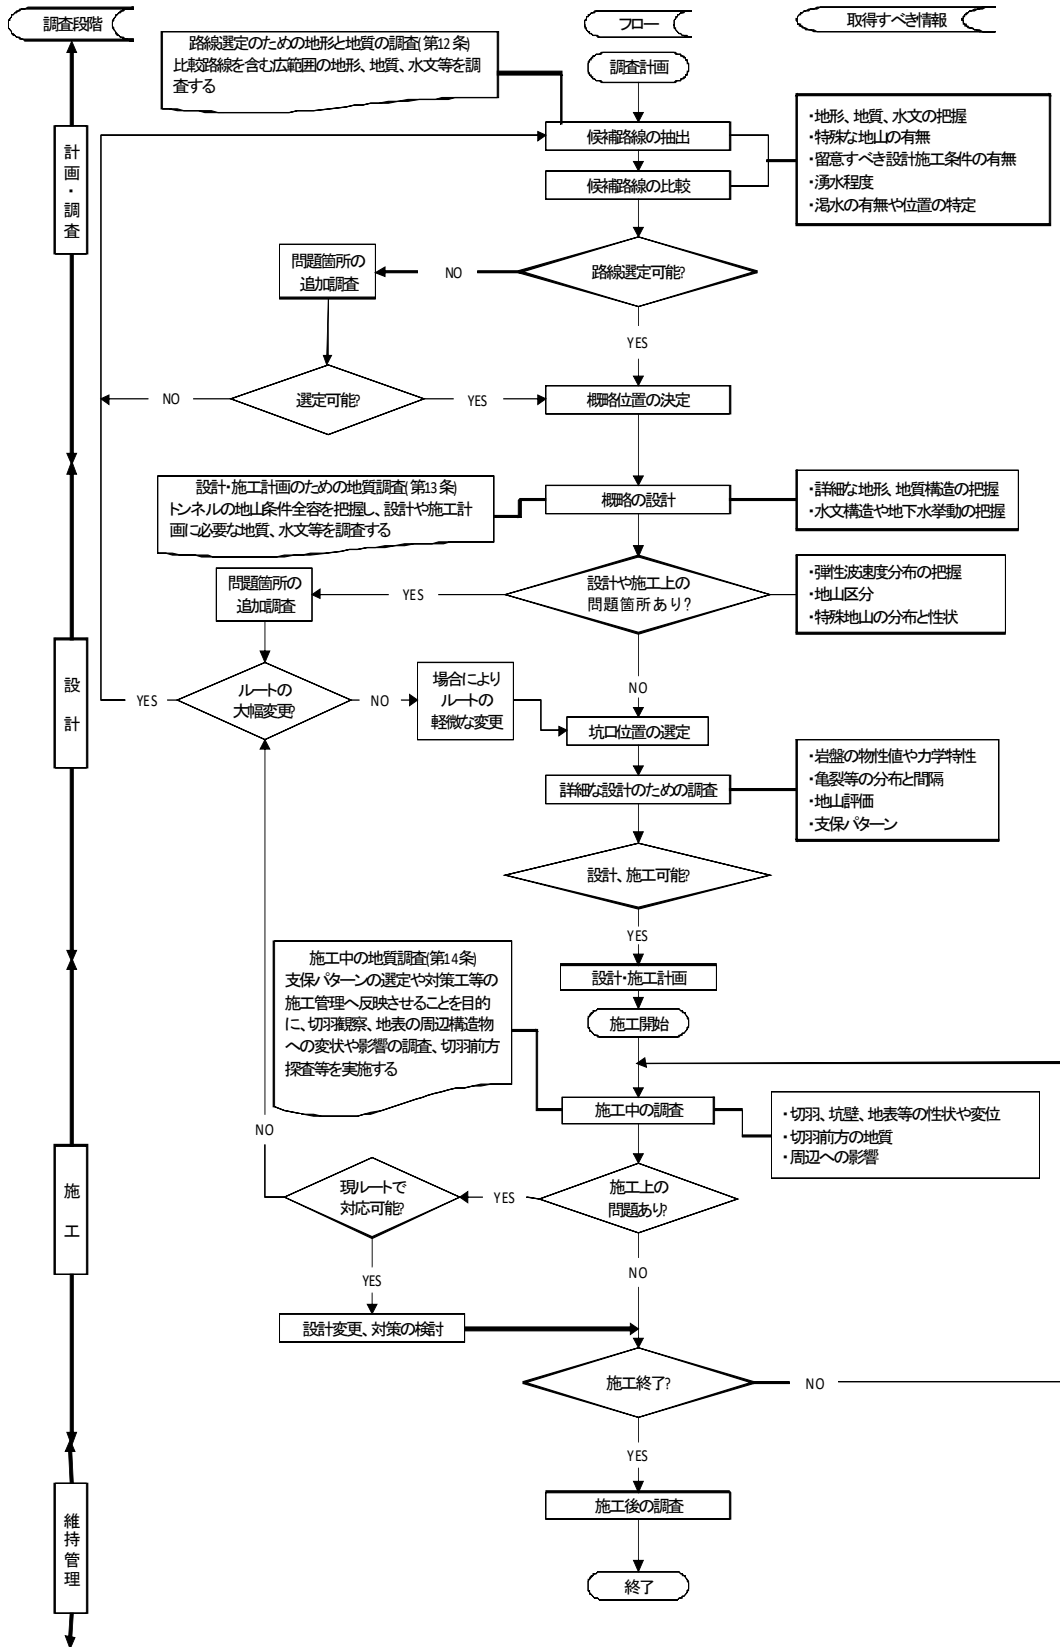 調査段階
フロー
取得すべき情報
路線選定のための地形と地質の調査(第12条)
比較路線を含む広範囲の地形、地質、水文等を調
査する
調査計画
候補路線の抽出
候補路線の比較
・地形、地質、水文の把握
・特殊な地山の有無
・留意すべき設計施工条件の有無
・湧水程度
・渇水の有無や位置の特定
計画・調査
問題箇所の
追加調査
NO
路線選定可能?
YES
NO
選定可能?
YES
概略位置の決定
設計・施工計画のための地質調査(第13条)
トンネルの地山条件全容を把握し、設計や施工計
画に必要な地質、水文等を調査する
概略の設計
・詳細な地形、地質構造の把握
・水文構造や地下水挙動の把握
問題箇所の
追加調査
YES
設計や施工上の
問題箇所あり?
・弾性波速度分布の把握
・地山区分
・特殊地山の分布と性状
設計
YES
ルートの
大幅変更?
NO
場合により
ルートの
軽微な変更
NO
坑口位置の選定
詳細な設計のための調査
・岩盤の物性値や力学特性
・亀裂等の分布と間隔
・地山評価
・支保パターン
設計、施工可能?
YES
設計・施工計画
施工開始
施工中の地質調査(第14条)
支保パターンの選定や対策工等の
施工管理へ反映させることを目的
に、切羽観察、地表の周辺構造物
への変状や影響の調査、切羽前方
探査等を実施する
施工中の調査
・切羽、坑壁、地表等の性状や変位
・切羽前方の地質
・周辺への影響
NO
施工
現ルートで
対応可能?
YES
施工上の
問題あり?
YES
NO
設計変更、対策の検討
施工終了?
NO
YES
施工後の調査
維持管理
終了